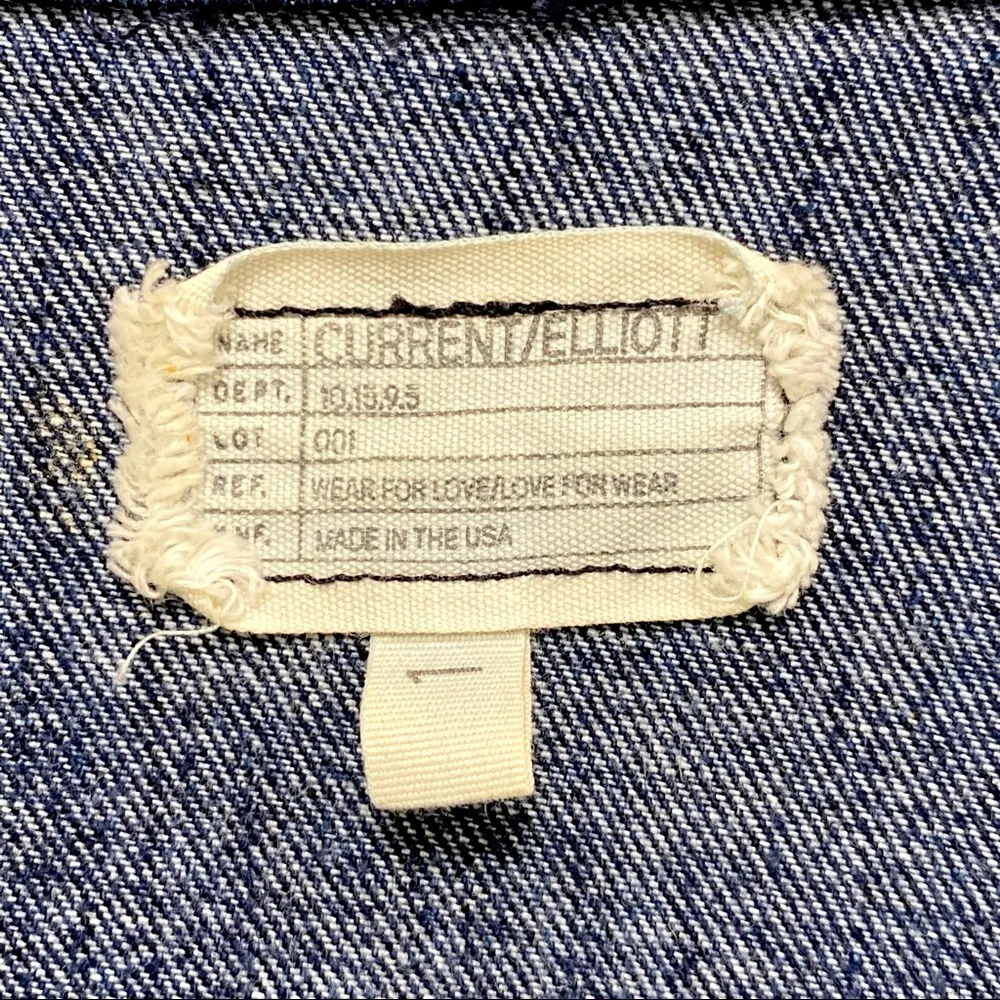 NAME CURRENT/ELLIOTT
DEPT. 10.15.9.5
LOT 001
REF. WEAR FOR LOVE/LOVE FOR WEAR
MADE IN THE USA
1